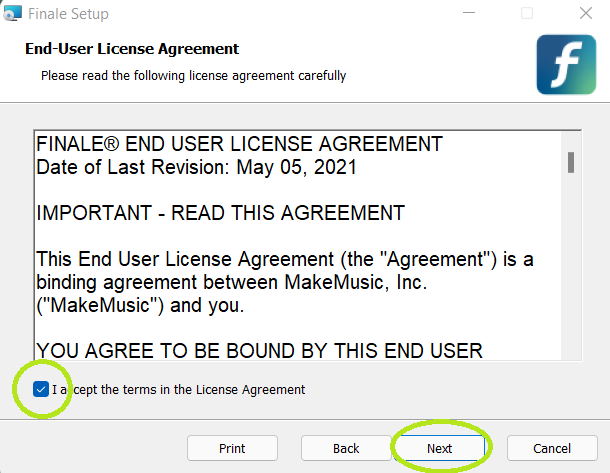 Finale Setup
End-User License Agreement
Please read the following license agreement carefully
f
FINALE® END USER LICENSE AGREEMENT
Date of Last Revision: May 05, 2021
IMPORTANT - READ THIS AGREEMENT
This End User License Agreement (the "Agreement") is a
binding agreement between MakeMusic, Inc.
("MakeMusic") and you.
YOU AGREE TO BE BOUND BY THIS END USER
I accept the terms in the License Agreement
Print
Back
Next
Cancel